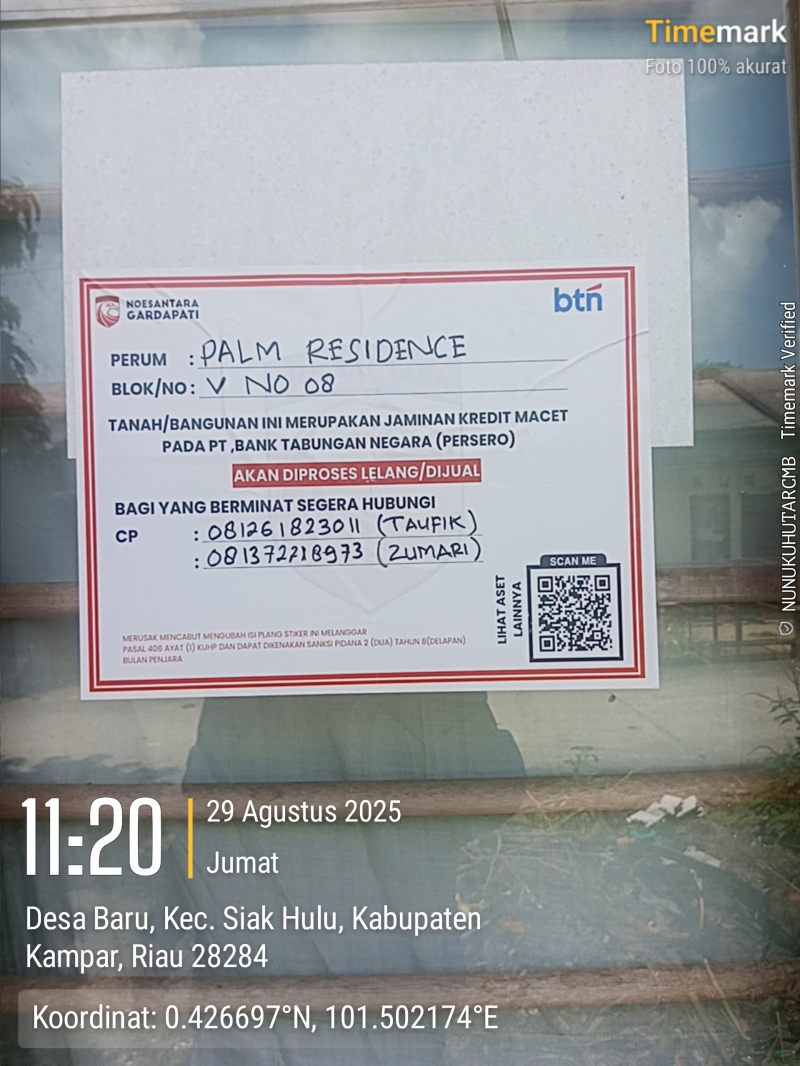 Timemark
Foto 100% akurat
NOESANTARA
GARDAPATI
btn
PERUM : PALM RESIDENCE
BLOK/NO : V NO 08
TANAH/BANGUNAN INI MERUPAKAN JAMINAN KREDIT MACET
PADA PT ,BANK TABUNGAN NEGARA (PERSERO)
AKAN DIPROSES LELANG/DIJUAL
BAGI YANG BERMINAT SEGERA HUBUNGI
CP : 081261823011 (TAUFIK)
: 081372218973 (ZUMARI)
SCAN ME
LIHAT ASET
LAINNYA
MERUSAK MENCABUT MENGUBAH ISI PLANG STIKER INI MELANGGAR
PASAL 406 AYAT (1) KUHP DAN DAPAT DIKENAKAN SANKSI PIDANA 2 (DUA) TAHUN 8(DELAPAN)
BULAN PENJARA
NUNUKUHUTARCMB Timemark Verified
11:20
29 Agustus 2025
Jumat
Desa Baru, Kec. Siak Hulu, Kabupaten
Kampar, Riau 28284
Koordinat: 0.426697°N, 101.502174°E